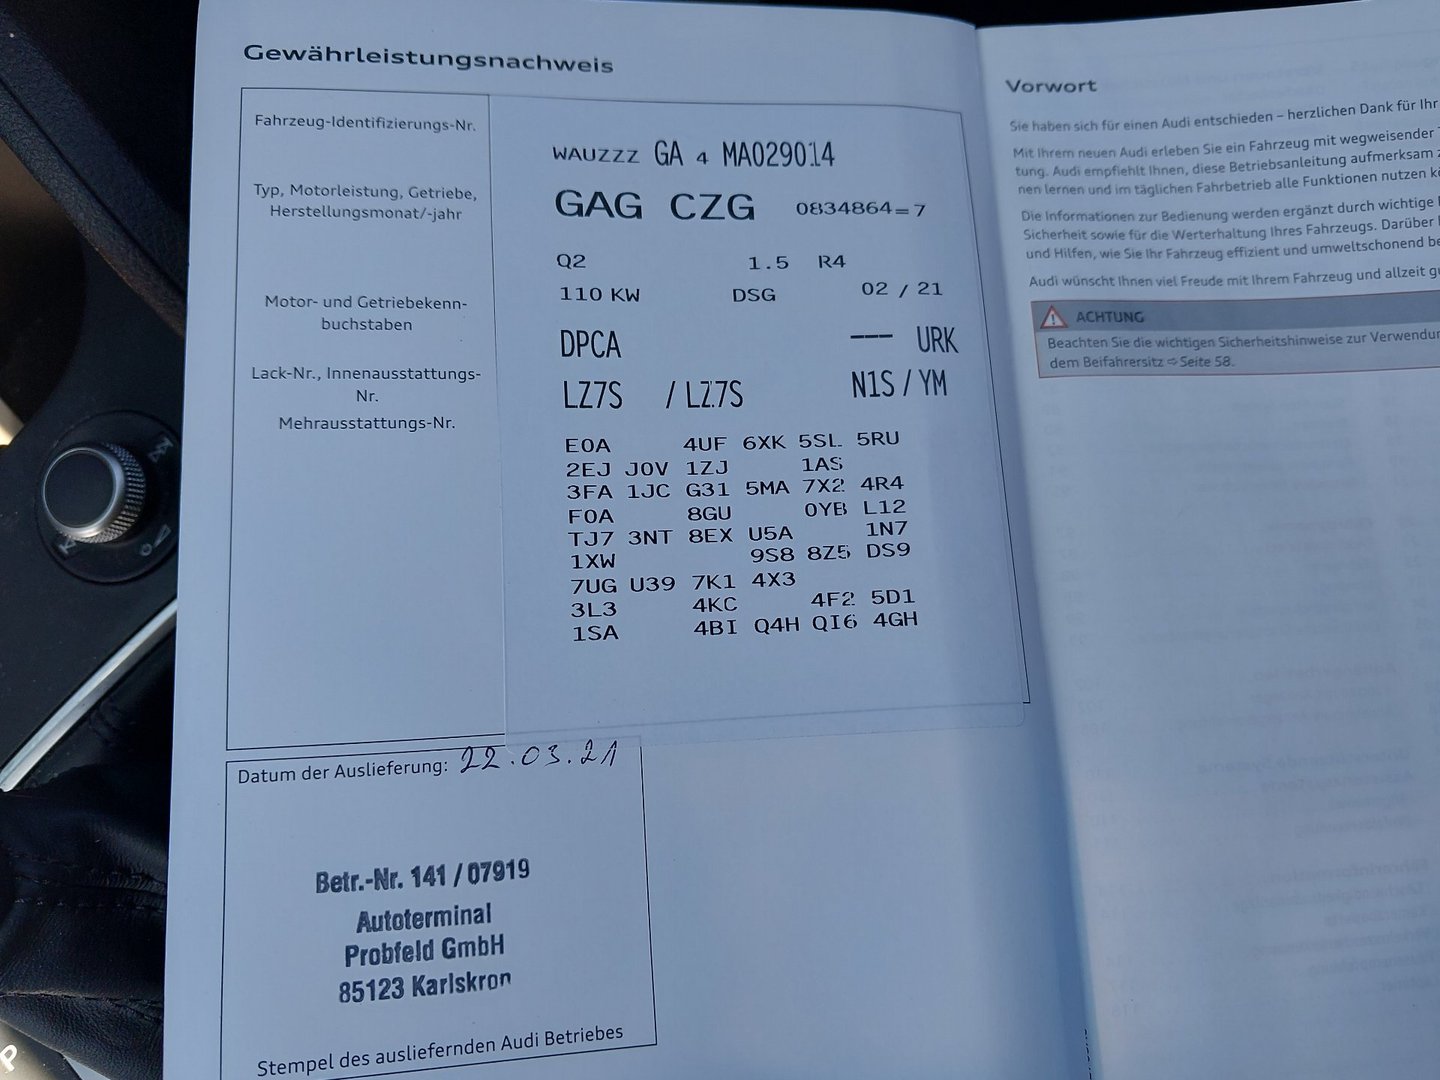 Gewährleistungsnachweis
Fahrzeug-Identifizierungs-Nr.
WAUZZZ GA 4 MA029014
Typ, Motorleistung, Getriebe,
Herstellungsmonat/-jahr
GAG CZG 0834864=7
Q2 1.5 R4
110 KW DSG 02 / 21
Motor- und Getriebekenn-
buchstaben
DPCA --- URK
Lack-Nr., Innenausstattungs-
Nr.
LZ7S / LZ7S N1S / YM
Mehrausstattungs-Nr.
E0A 4UF 6XK 5SL 5RU
2EJ J0V 1ZJ 1AS
3FA 1JC G31 5MA 7X2 4R4
F0A 8GU 0YB L12
TJ7 3NT 8EX U5A 1N7
1XW 9S8 8Z5 DS9
7UG U39 7K1 4X3
3L3 4KC 4F2 5D1
1SA 4BI Q4H QI6 4GH
Datum der Auslieferung: 22.03.21
Betr.-Nr. 141 / 07919
Autoterminal
Probfeld GmbH
85123 Karlskron
Stempel des ausliefernden Audi Betriebes
Vorwort
Sie haben sich für einen Audi entschieden – herzlichen Dank für Ihr
Mit Ihrem neuen Audi erleben Sie ein Fahrzeug mit wegweisender
tung. Audi empfiehlt Ihnen, diese Betriebsanleitung aufmerksam
nen lernen und im täglichen Fahrbetrieb alle Funktionen nutzen
Die Informationen zur Bedienung werden ergänzt durch wichtige
Sicherheit sowie für die Werterhaltung Ihres Fahrzeugs. Darüber
und Hilfen, wie Sie Ihr Fahrzeug effizient und umweltschonend
Audi wünscht Ihnen viel Freude mit Ihrem Fahrzeug und allzeit
ACHTUNG
Beachten Sie die wichtigen Sicherheitshinweise zur
dem Beifahrersitz ⇨ Seite 58.
P